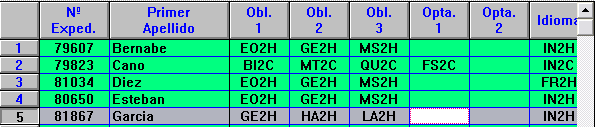 Nº Exped. Primer Apellido Obl. 1 Obl. 2 Obl. 3 Opta. 1 Opta. 2 Idioma
1 79607 Bernabe EO2H GE2H MS2H IN2H
2 79823 Cano BI2C MT2C QU2C FS2C IN2C
3 81034 Diez EO2H GE2H MS2H FR2H
4 80650 Esteban EO2H GE2H MS2H IN2H
5 81867 Garcia GE2H HA2H LA2H IN2H